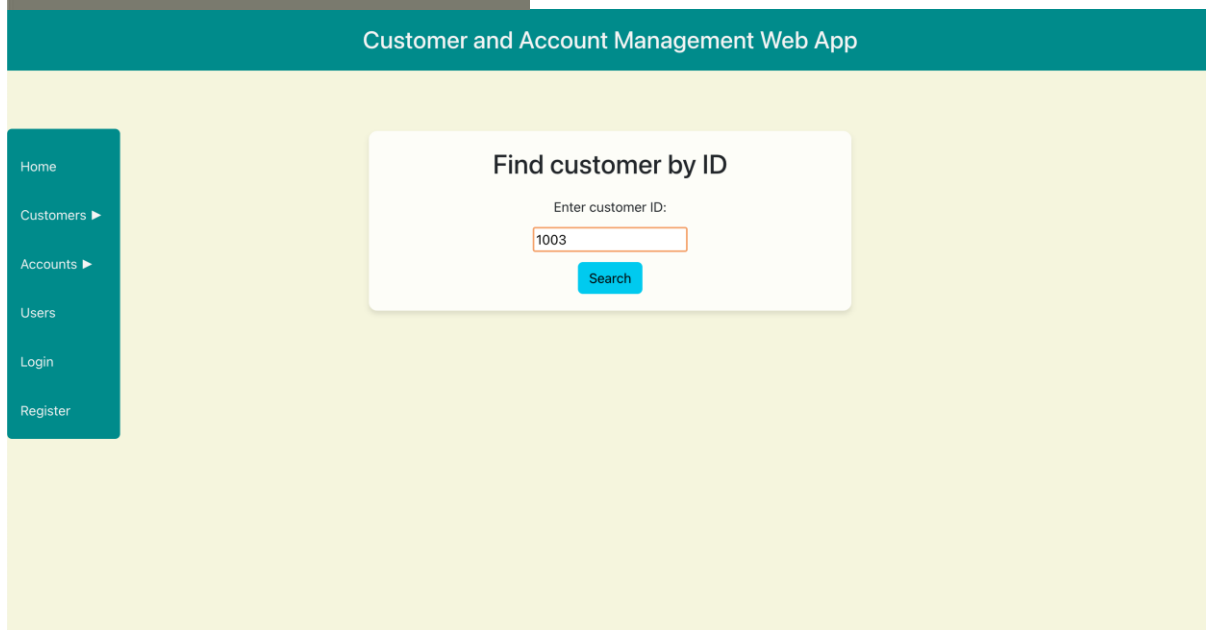 Customer and Account Management Web App
Home
Customers ▶
Accounts ▶
Users
Login
Register
Find customer by ID
Enter customer ID:
1003
Search